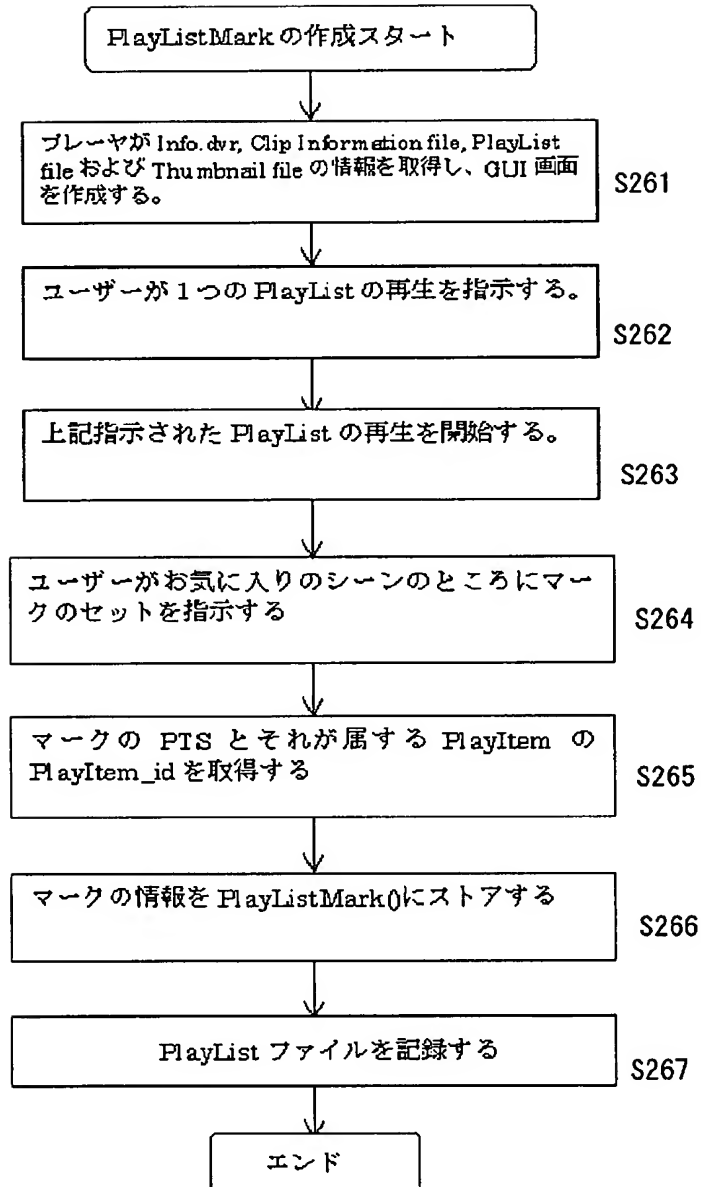 PlayListMark の作成スタート
プレーヤが Info.dvr, Clip Information file, PlayList
file および Thumbnail file の情報を取得し、GUI 画面
を作成する。
S261
ユーザーが１つの PlayList の再生を指示する。
S262
上記指示された PlayList の再生を開始する。
S263
ユーザーがお気に入りのシーンのところにマー
クのセットを指示する
S264
マークの PTS とそれが属する PlayItem の
PlayItem_id を取得する
S265
マークの情報を PlayListMark()にストアする
S266
PlayList ファイルを記録する
S267
エンド